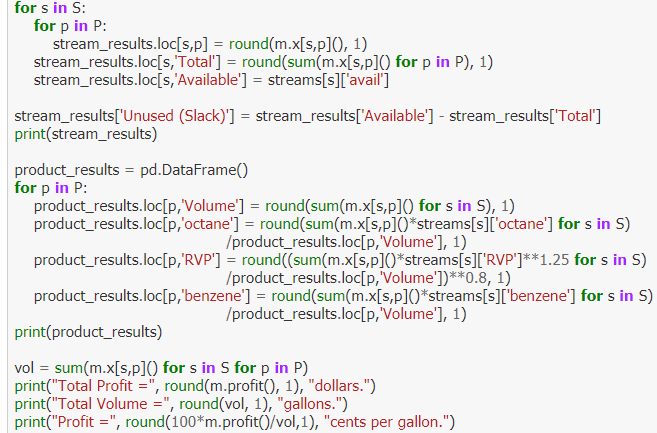 for s in S:
    for p in P:
        stream_results.loc[s,p] = round(m.x[s,p](), 1)
    stream_results.loc[s,'Total'] = round(sum(m.x[s,p]() for p in P), 1)
    stream_results.loc[s,'Available'] = streams[s]['avail']

stream_results['Unused (Slack)'] = stream_results['Available'] - stream_results['Total']
print(stream_results)

product_results = pd.DataFrame()
for p in P:
    product_results.loc[p,'Volume'] = round(sum(m.x[s,p]() for s in S), 1)
    product_results.loc[p,'octane'] = round(sum(m.x[s,p]()*streams[s]['octane'] for s in S)
                                    /product_results.loc[p,'Volume'], 1)
    product_results.loc[p,'RVP'] = round((sum(m.x[s,p]()*streams[s]['RVP']**1.25 for s in S)
                                    /product_results.loc[p,'Volume'])**0.8, 1)
    product_results.loc[p,'benzene'] = round(sum(m.x[s,p]()*streams[s]['benzene'] for s in S)
                                    /product_results.loc[p,'Volume'], 1)
print(product_results)

vol = sum(m.x[s,p]() for s in S for p in P)
print("Total Profit =", round(m.profit(), 1), "dollars.")
print("Total Volume =", round(vol, 1), "gallons.")
print("Profit =", round(100*m.profit()/vol,1), "cents per gallon.")